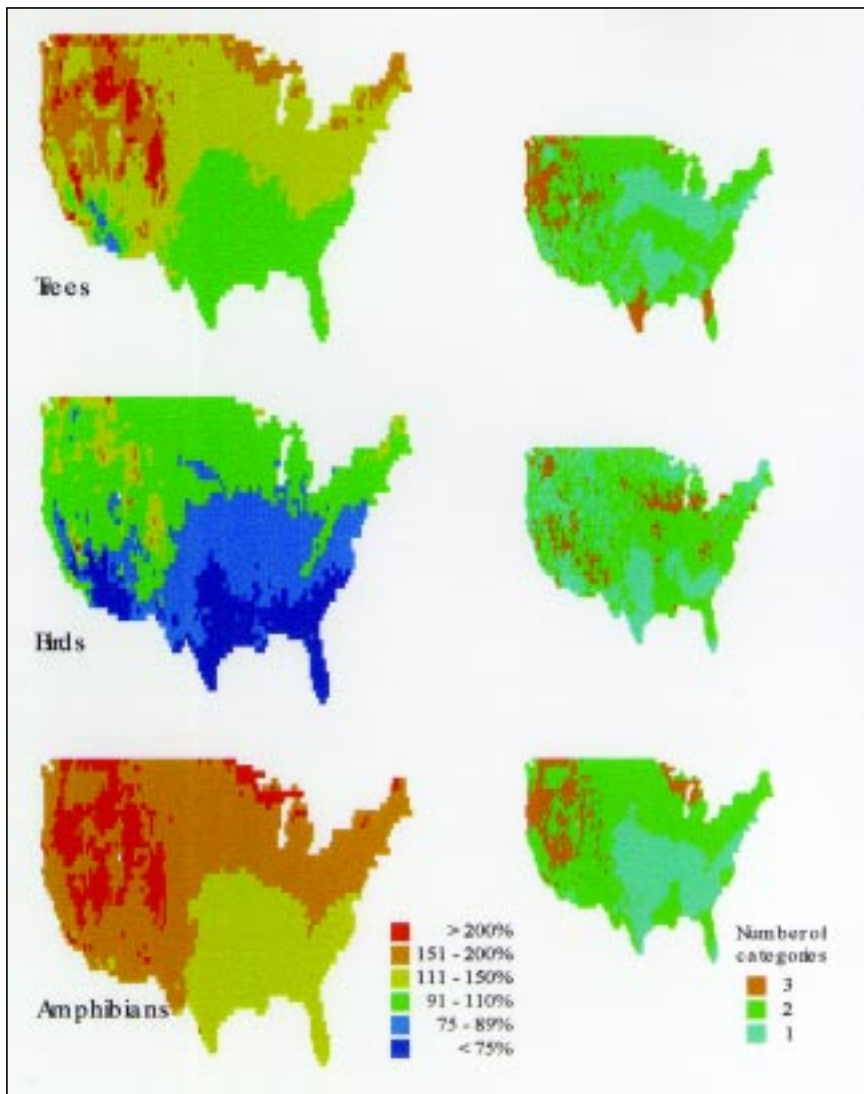 Trees
Birds
Amphibians
> 200%
151 - 200%
111 - 150%
91 - 110%
75 - 89%
< 75%
Number of
categories
3
2
1